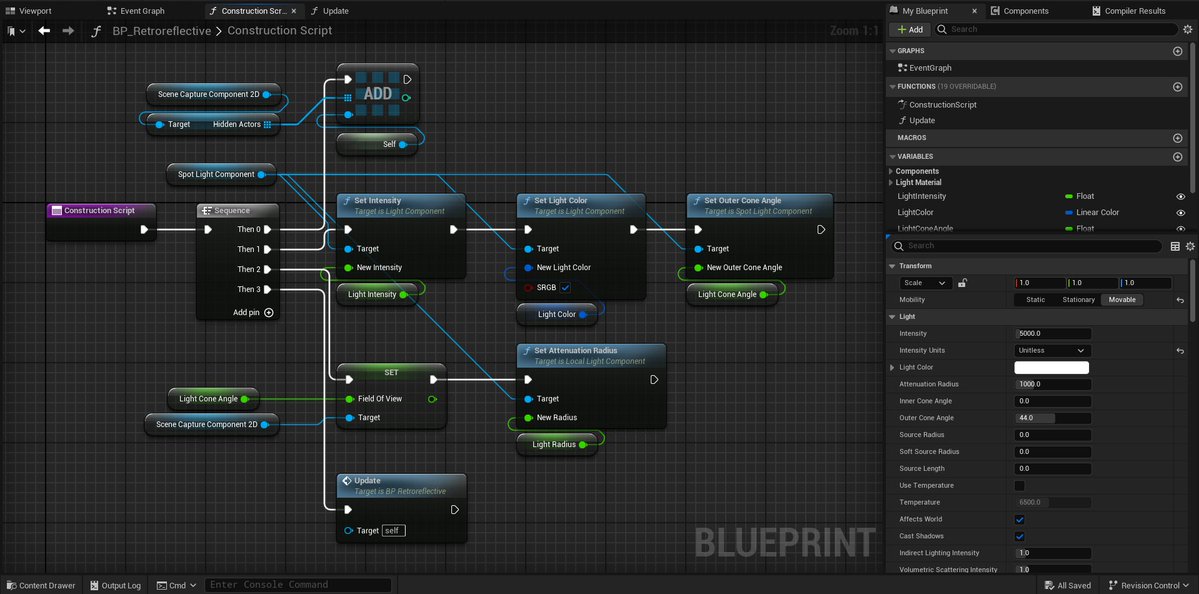 Viewport
Event Graph
Construction Scr...
Update
BP_Retroreflective > Construction Script
Zoom 1:1
Scene Capture Component 2D
Target Hidden Actors
ADD
Self
Spot Light Component
Construction Script
Sequence
Then 0
Then 1
Then 2
Then 3
Add pin
Set Intensity
Target is Light Component
Target
New Intensity
Light Intensity
Set Light Color
Target is Light Component
Target
New Light Color
SRGB
Light Color
Set Outer Cone Angle
Target is Spot Light Component
Target
New Outer Cone Angle
Light Cone Angle
SET
Field Of View
Target
Light Cone Angle
Scene Capture Component 2D
Set Attenuation Radius
Target is Local Light Component
Target
New Radius
Light Radius
Update
Target is BP Retroreflective
Target self
BLUEPRINT
My Blueprint
Components
Compiler Results
+ Add
Search
GRAPHS
EventGraph
FUNCTIONS (19 OVERRIDABLE)
ConstructionScript
Update
MACROS
VARIABLES
Components
Light Material
LightIntensity Float
LightColor Linear Color
LightConeAngle Float
Search
Transform
Scale 1.0 1.0 1.0
Mobility Static Stationary Movable
Light
Intensity 5000.0
Intensity Units Unitless
Light Color
Attenuation Radius 1000.0
Inner Cone Angle 0.0
Outer Cone Angle 44.0
Source Radius 0.0
Soft Source Radius 0.0
Source Length 0.0
Use Temperature
Temperature 6500.0
Affects World
Cast Shadows
Indirect Lighting Intensity 1.0
Volumetric Scattering Intensity 1.0
Content Drawer
Output Log
Cmd
Enter Console Command
All Saved
Revision Control